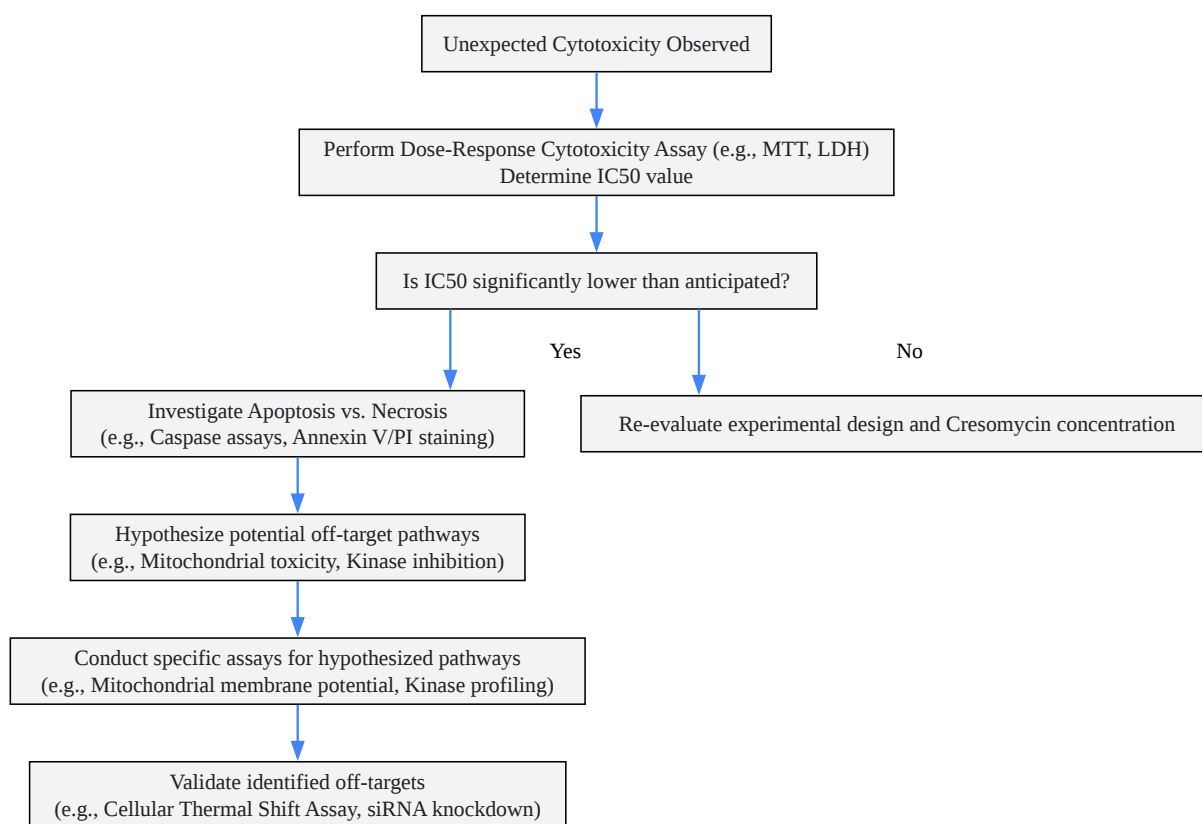 Unexpected Cytotoxicity Observed
Perform Dose-Response Cytotoxicity Assay (e.g., MTT, LDH)
Determine IC50 value
Is IC50 significantly lower than anticipated?
Yes
No
Investigate Apoptosis vs. Necrosis
(e.g., Caspase assays, Annexin V/PI staining)
Re-evaluate experimental design and Cresomycin concentration
Hypothesize potential off-target pathways
(e.g., Mitochondrial toxicity, Kinase inhibition)
Conduct specific assays for hypothesized pathways
(e.g., Mitochondrial membrane potential, Kinase profiling)
Validate identified off-targets
(e.g., Cellular Thermal Shift Assay, siRNA knockdown)